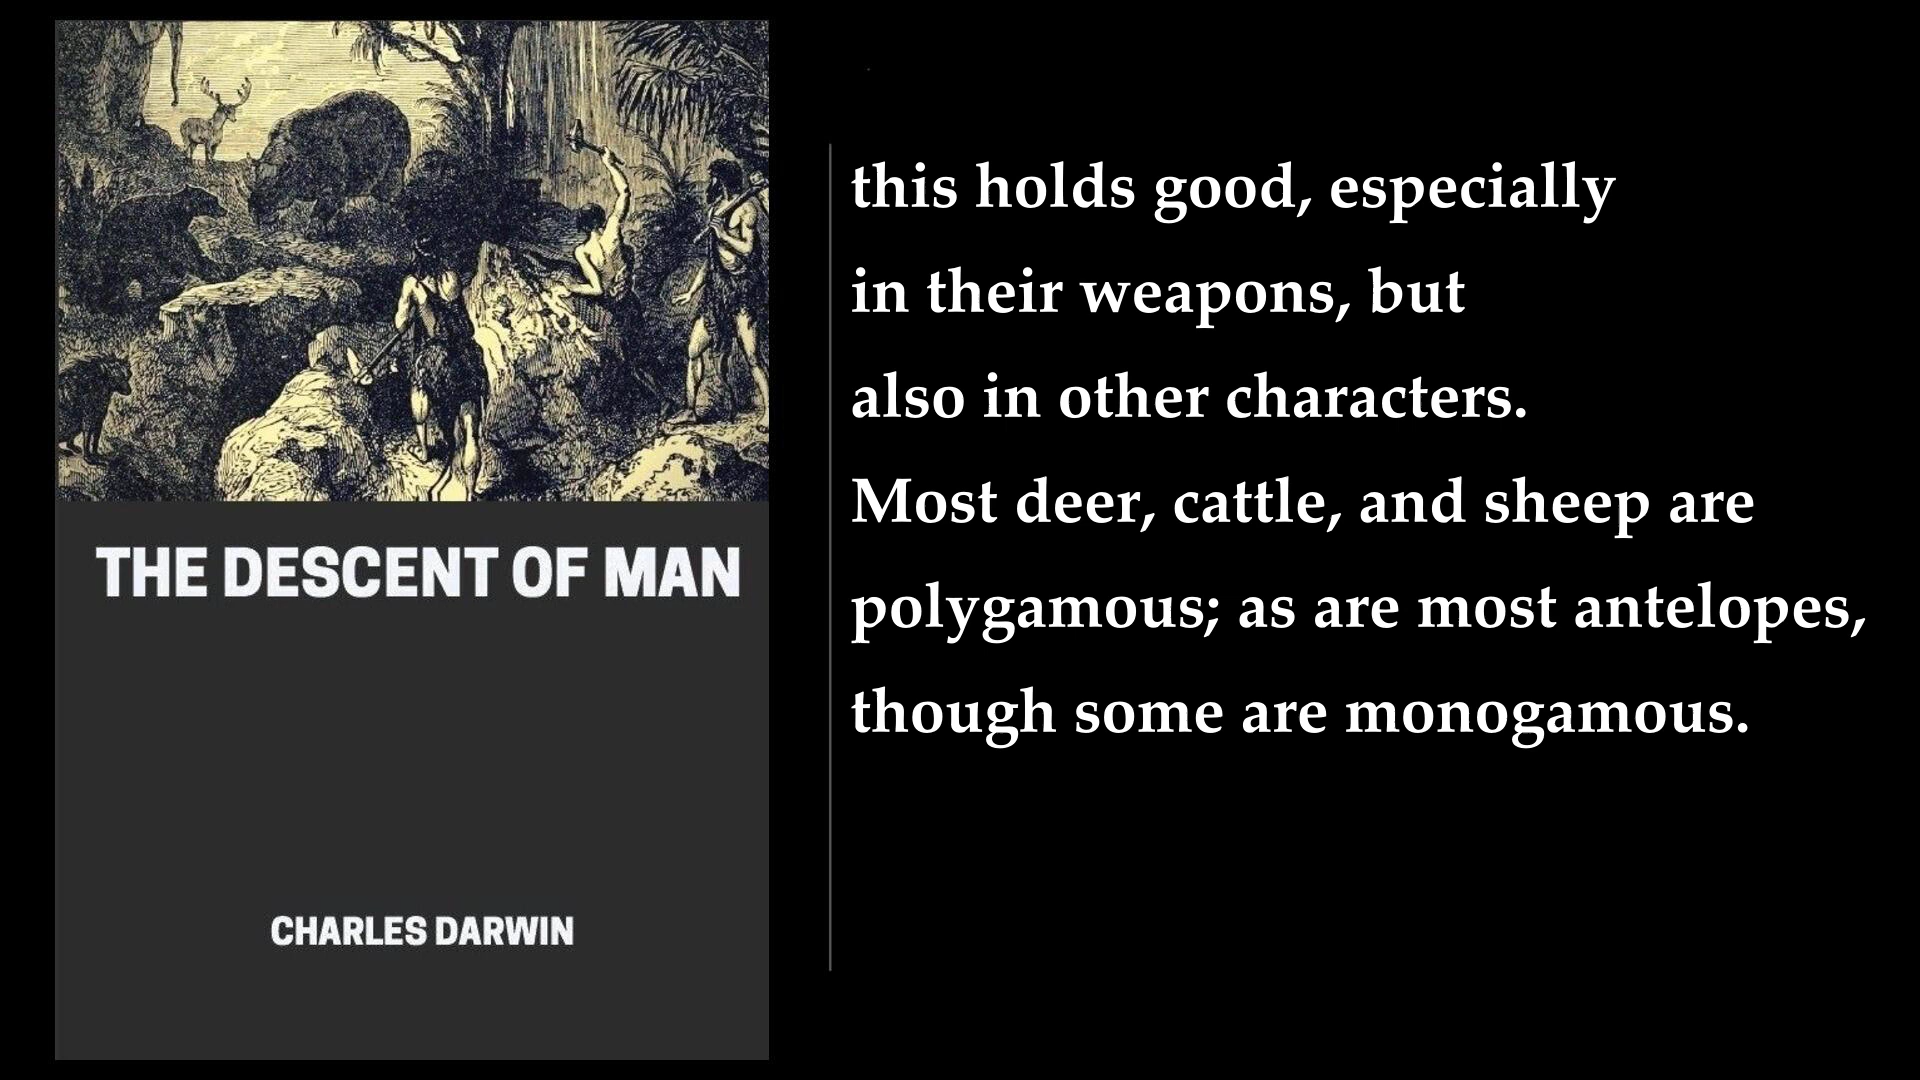 THE DESCENT OF MAN
CHARLES DARWIN
this holds good, especially
in their weapons, but
also in other characters.
Most deer, cattle, and sheep are
polygamous; as are most antelopes,
though some are monogamous.